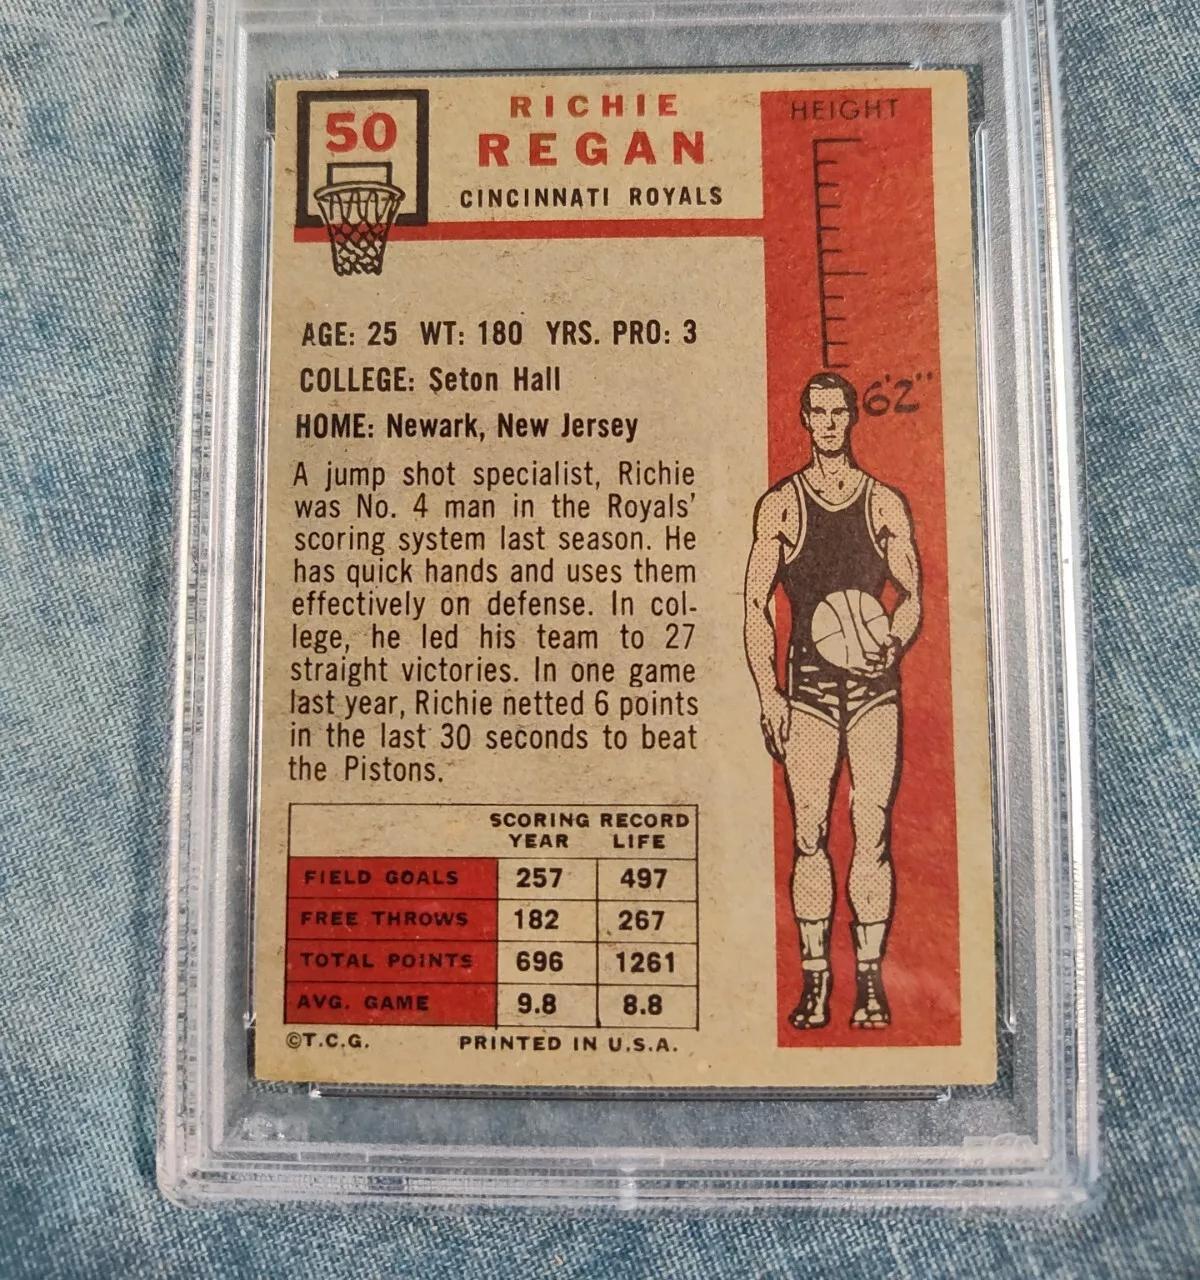 50
RICHIE
REGAN
CINCINNATI ROYALS
HEIGHT
6'2"
AGE: 25 WT: 180 YRS. PRO: 3
COLLEGE: Seton Hall
HOME: Newark, New Jersey
A jump shot specialist, Richie
was No. 4 man in the Royals'
scoring system last season. He
has quick hands and uses them
effectively on defense. In col-
lege, he led his team to 27
straight victories. In one game
last year, Richie netted 6 points
in the last 30 seconds to beat
the Pistons.
SCORING RECORD
YEAR LIFE
FIELD GOALS 257 497
FREE THROWS 182 267
TOTAL POINTS 696 1261
AVG. GAME 9.8 8.8
©T.C.G. PRINTED IN U.S.A.